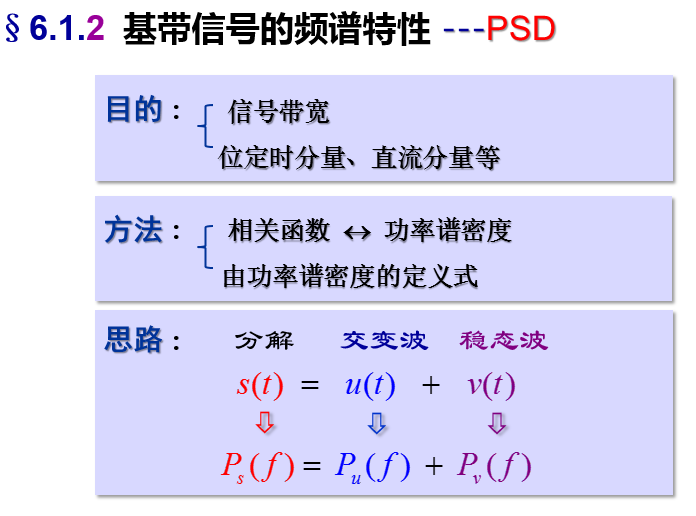 §6.1.2 基带信号的频谱特性 ---PSD
目的： 信号带宽
位定时分量、直流分量等
方法： 相关函数 ↔ 功率谱密度
由功率谱密度的定义式
思路： 分解 交变波 稳态波
s(t) = u(t) + v(t)
⇩ ⇩ ⇩
Pₛ(f) = Pᵤ(f) + Pᵥ(f)